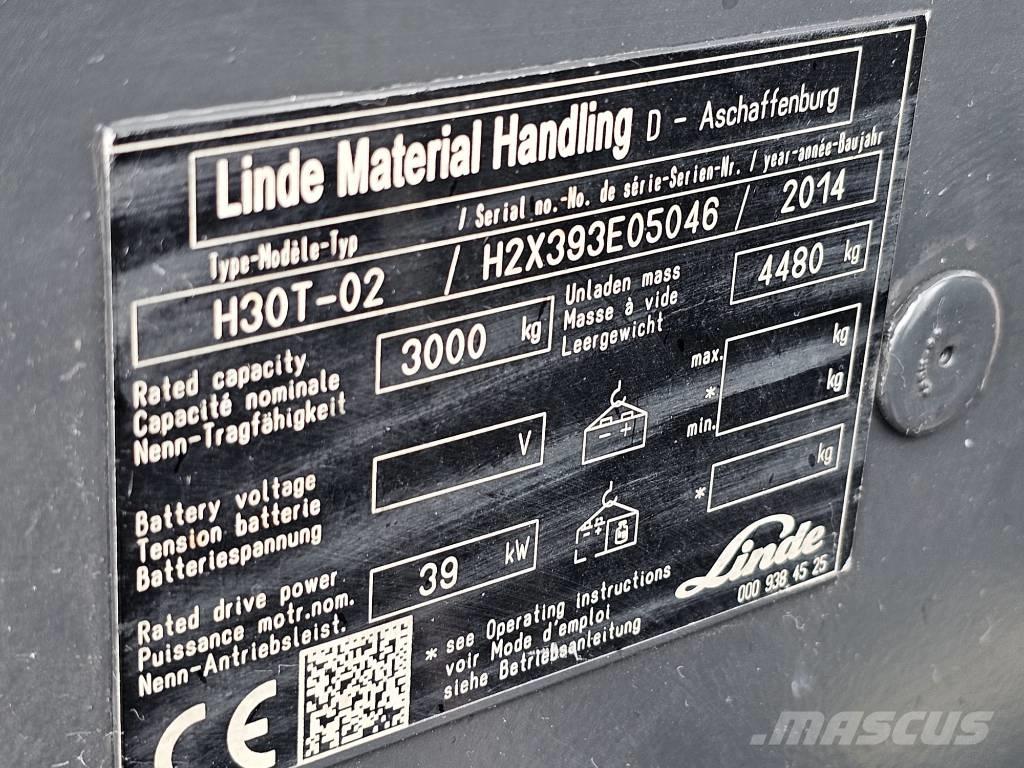 Linde Material Handling D - Aschaffenburg
Type-Modèle-Typ / Serial no.-No. de série-Serien-Nr. / year-année-Baujahr
H30T-02 / H2X393E05046 / 2014
Rated capacity
Capacité nominale
Nenn-Tragfähigkeit
3000 kg
Unladen mass
Masse à vide
Leergewicht
4480 kg
Battery voltage
Tension batterie
Batteriespannung
V
- +
max. kg
* kg
min.
Rated drive power
Puissance motr.nom.
Nenn-Antriebsleist.
39 kW
- +
* kg
* see Operating instructions
voir Mode d'emploi
siehe Betriebsanleitung
Linde
000 938 45 25
CE
MASCUS